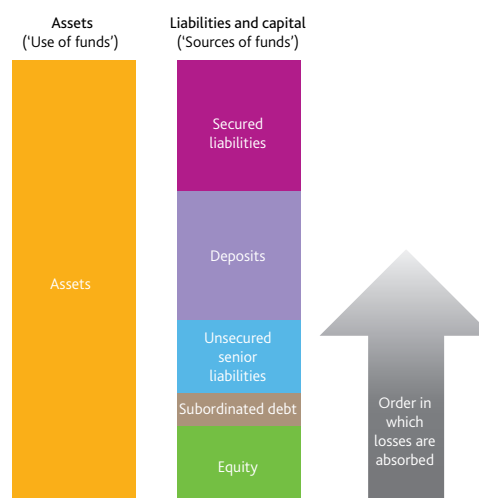 Assets
(‘Use of funds’)
Liabilities and capital
(‘Sources of funds’)
Assets
Secured
liabilities
Deposits
Unsecured
senior
liabilities
Subordinated debt
Equity
Order in
which
losses are
absorbed